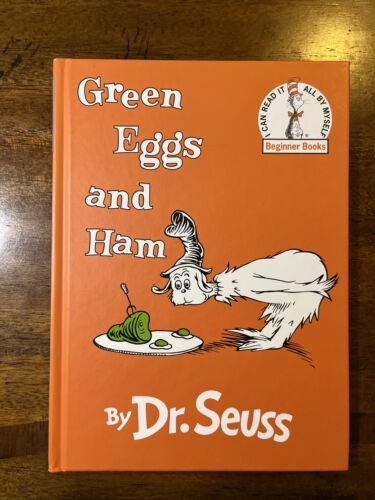 Green
Eggs
and
Ham
I CAN READ IT ALL BY MYSELF
Beginner Books
By Dr. Seuss